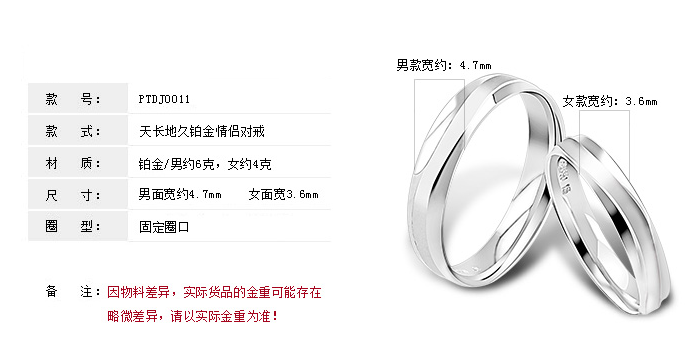 男款宽约: 4.7mm
女款宽约: 3.6mm
款 号: PTDJ0011
款 式: 天长地久铂金情侣对戒
材 质: 铂金/男约6克, 女约4克
尺 寸: 男面宽约4.7mm 女面宽3.6mm
圈 型: 固定圈口
备 注: 因物料差异, 实际货品的金重可能存在
略微差异, 请以实际金重为准!